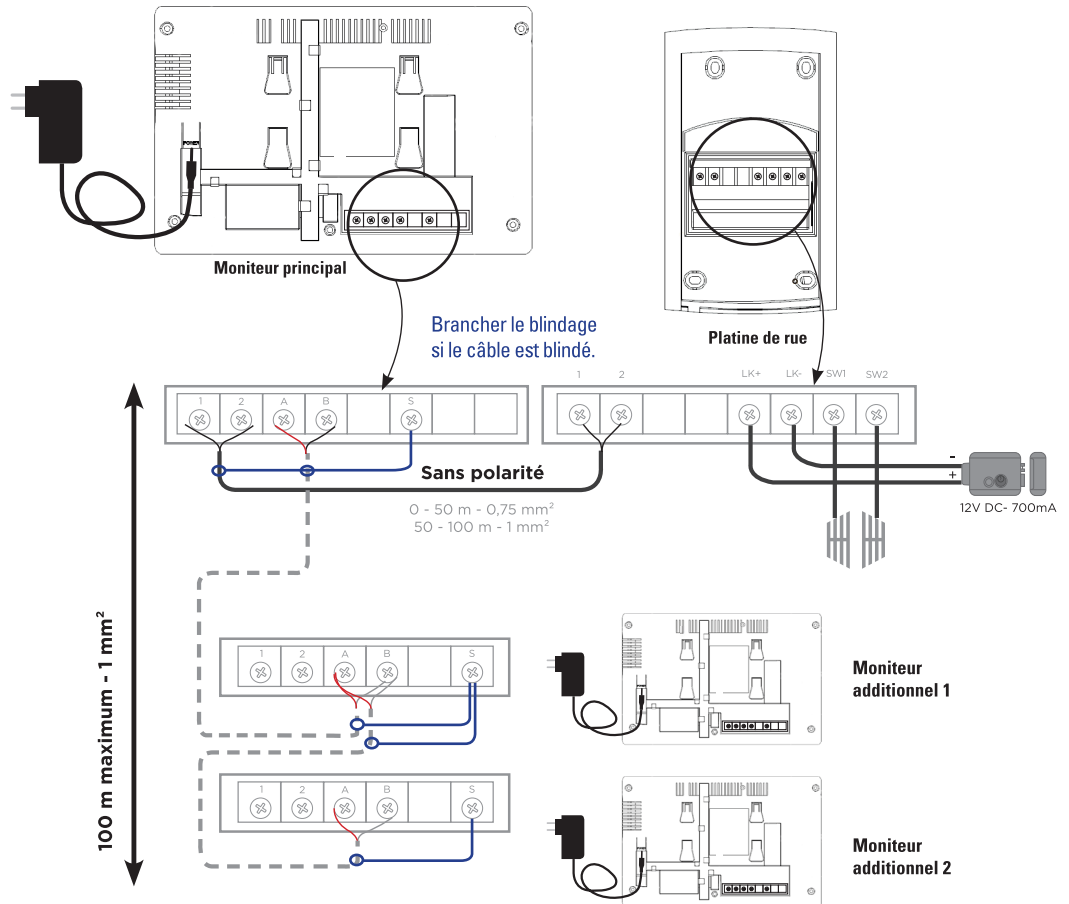 POWER
Moniteur principal
Brancher le blindage
si le câble est blindé.
Platine de rue
1 2 LK+ LK- SW1 SW2
1 2 A B S
Sans polarité
0 - 50 m - 0,75 mm²
50 - 100 m - 1 mm²
-
+
12V DC- 700mA
100 m maximum - 1 mm²
1 2 A B S
Moniteur
additionnel 1
1 2 A B S
Moniteur
additionnel 2